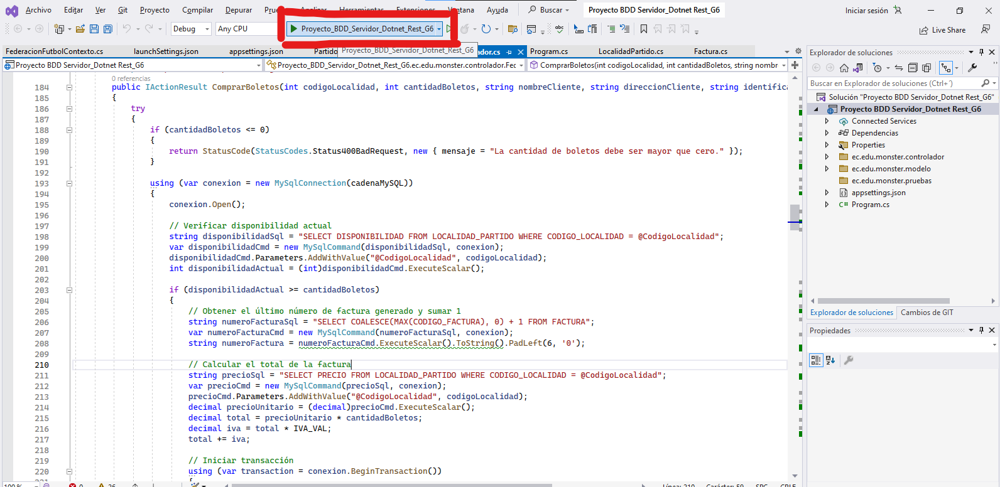 Archivo Editar Ver Git Proyecto Compilar Depurar Ventana Ayuda Buscar Proyecto BDD Servidor_Dotnet Rest_G6 Iniciar sesión
Debug Any CPU Proyecto_BDD_Servidor_Dotnet_Rest_G6 Live Share
FederacionFutbolContexto.cs launchSettings.json appsettings.json Program.cs LocalidadPartido.cs Factura.cs
Proyecto_BDD_Servidor_Dotnet_Rest_G6
Proyecto BDD Servidor_Dotnet Rest_G6 Proyecto_BDD_Servidor_Dotnet_Rest_G6.ec.edu.monster.controlador.Fec ComprarBoletos(int codigoLocalidad, int cantidadBoletos, string nombr
0 referencias
184 public IActionResult ComprarBoletos(int codigoLocalidad, int cantidadBoletos, string nombreCliente, string direccionCliente, string identifica
185 {
186 try
187 {
188 if (cantidadBoletos <= 0)
189 {
190 return StatusCode(StatusCodes.Status400BadRequest, new { mensaje = "La cantidad de boletos debe ser mayor que cero." });
191 }
192
193 using (var conexion = new MySqlConnection(cadenaMySQL))
194 {
195 conexion.Open();
196
197 // Verificar disponibilidad actual
198 string disponibilidadSql = "SELECT DISPONIBILIDAD FROM LOCALIDAD_PARTIDO WHERE CODIGO_LOCALIDAD = @CodigoLocalidad";
199 var disponibilidadCmd = new MySqlCommand(disponibilidadSql, conexion);
200 disponibilidadCmd.Parameters.AddWithValue("@CodigoLocalidad", codigoLocalidad);
201 int disponibilidadActual = (int)disponibilidadCmd.ExecuteScalar();
202
203 if (disponibilidadActual >= cantidadBoletos)
204 {
205 // Obtener el último número de factura generado y sumar 1
206 string numeroFacturaSql = "SELECT COALESCE(MAX(CODIGO_FACTURA), 0) + 1 FROM FACTURA";
207 var numeroFacturaCmd = new MySqlCommand(numeroFacturaSql, conexion);
208 string numeroFactura = numeroFacturaCmd.ExecuteScalar().ToString().PadLeft(6, '0');
209
210 // Calcular el total de la factura
211 string precioSql = "SELECT PRECIO FROM LOCALIDAD_PARTIDO WHERE CODIGO_LOCALIDAD = @CodigoLocalidad";
212 var precioCmd = new MySqlCommand(precioSql, conexion);
213 precioCmd.Parameters.AddWithValue("@CodigoLocalidad", codigoLocalidad);
214 decimal precioUnitario = (decimal)precioCmd.ExecuteScalar();
215 decimal total = precioUnitario * cantidadBoletos;
216 decimal iva = total * IVA_VAL;
217 total += iva;
218
219 // Iniciar transacción
220 using (var transaction = conexion.BeginTransaction())
Explorador de soluciones
Buscar en Explorador de soluciones (Ctrl+´)
Solución "Proyecto BDD Servidor_Dotnet Rest_G6"
Proyecto BDD Servidor_Dotnet Rest_G6
Connected Services
Dependencias
Properties
ec.edu.monster.controlador
ec.edu.monster.modelo
ec.edu.monster.pruebas
appsettings.json
C# Program.cs
Explorador de soluciones Cambios de GIT
Propiedades